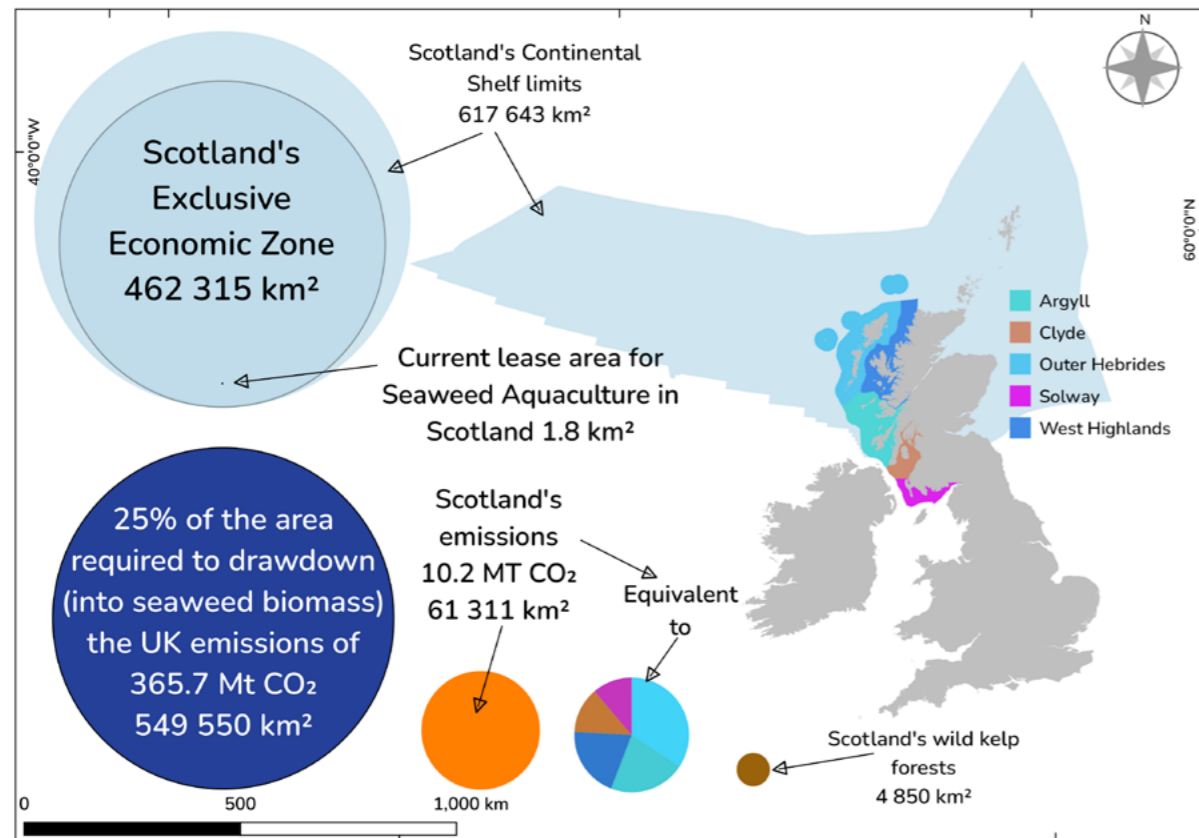 N
Scotland's Continental
Shelf limits
617 643 km²
40°0'0"W
60°0'0"N
Scotland's
Exclusive
Economic Zone
462 315 km²
Argyll
Clyde
Outer Hebrides
Solway
West Highlands
Current lease area for
Seaweed Aquaculture in
Scotland 1.8 km²
25% of the area
required to drawdown
(into seaweed biomass)
the UK emissions of
365.7 Mt CO₂
549 550 km²
Scotland's
emissions
10.2 MT CO₂
61 311 km²
Equivalent
to
Scotland's wild kelp
forests
4 850 km²
0 500 1,000 km